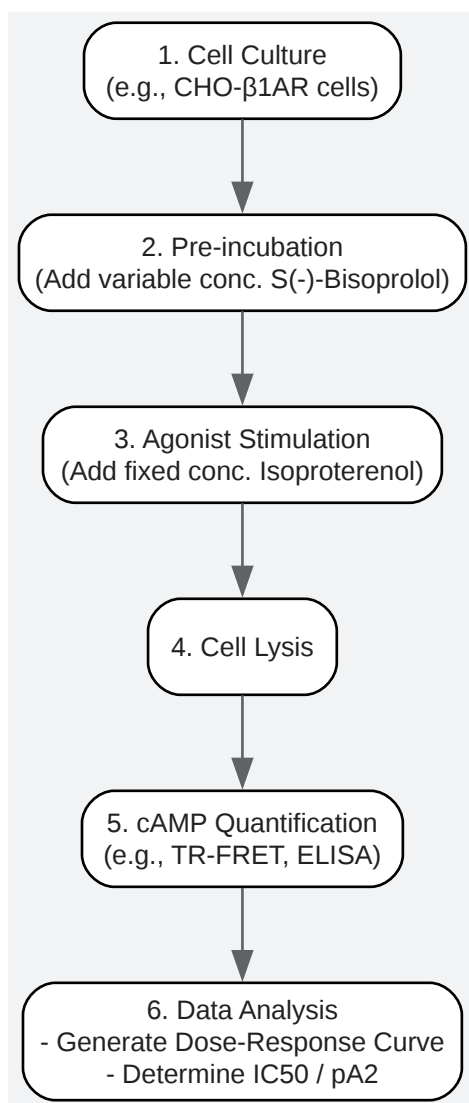 1. Cell Culture
(e.g., CHO-β1AR cells)
2. Pre-incubation
(Add variable conc. S(-)-Bisoprolol)
3. Agonist Stimulation
(Add fixed conc. Isoproterenol)
4. Cell Lysis
5. cAMP Quantification
(e.g., TR-FRET, ELISA)
6. Data Analysis
- Generate Dose-Response Curve
- Determine IC50 / pA2